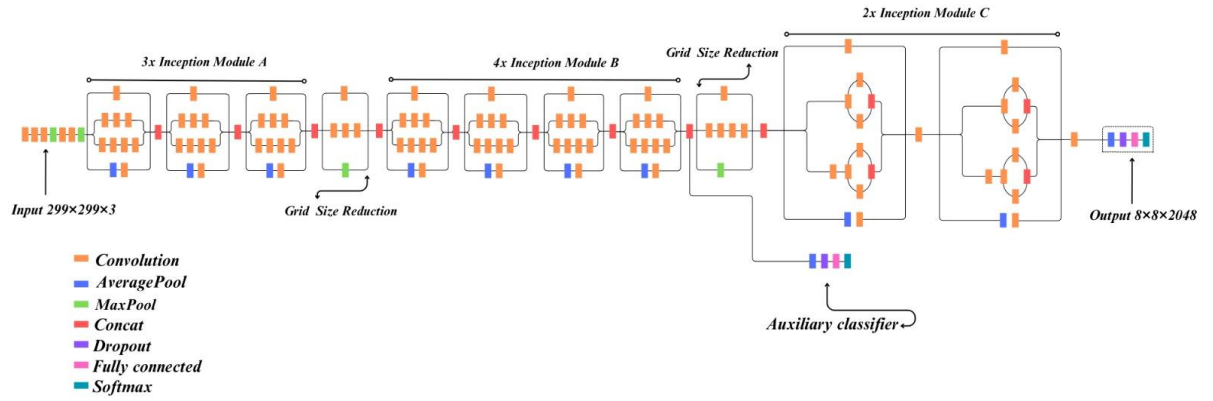 2x Inception Module C
Grid Size Reduction
3x Inception Module A
4x Inception Module B
Input 299×299×3
Grid Size Reduction
Output 8×8×2048
Convolution
AveragePool
MaxPool
Concat
Dropout
Fully connected
Softmax
Auxiliary classifier